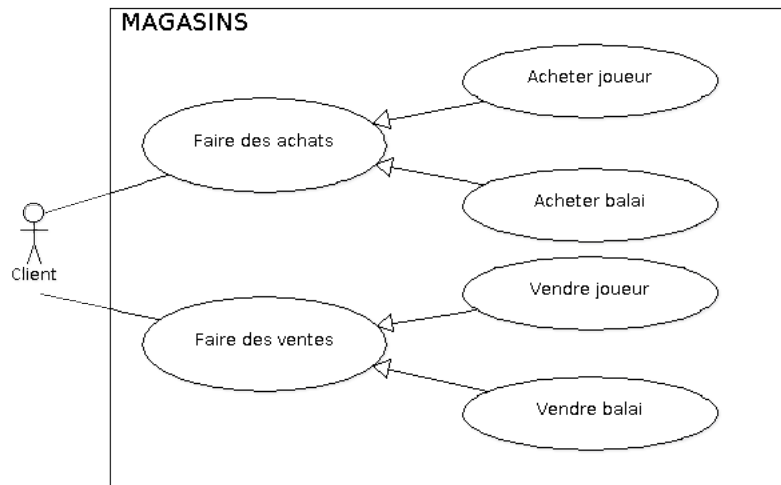 MAGASINS
Acheter joueur
Faire des achats
Acheter balai
Client
Vendre joueur
Faire des ventes
Vendre balai